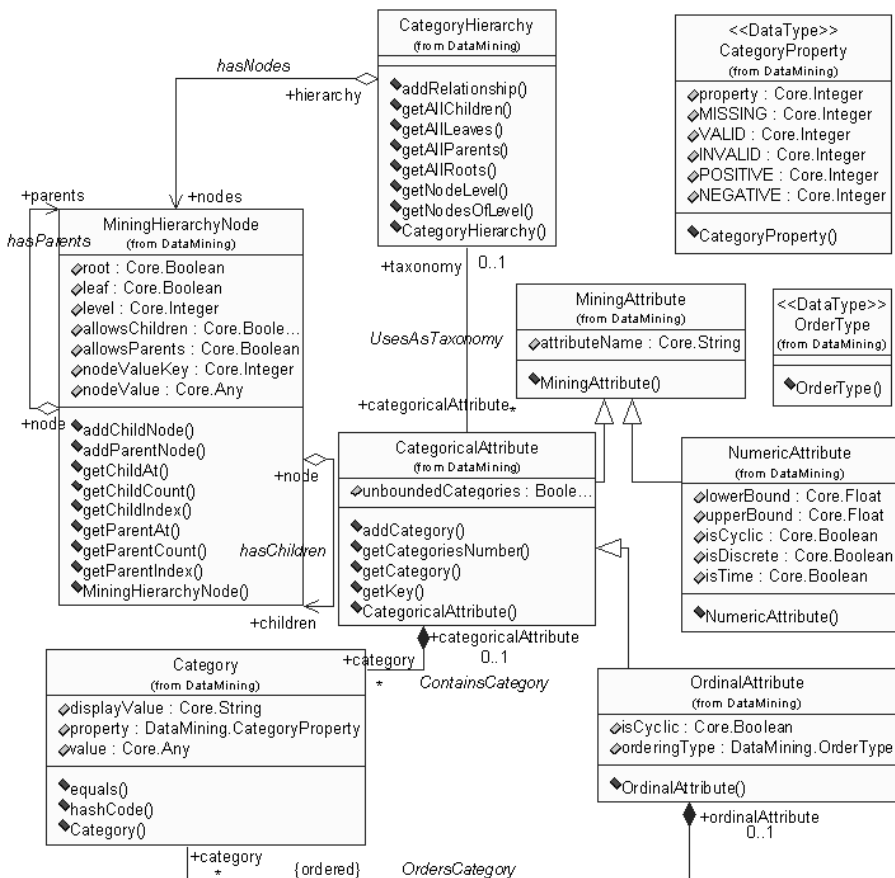 CategoryHierarchy
(from DataMining)
addRelationship()
getAllChildren()
getAllLeaves()
getAllParents()
getAllRoots()
getNodeLevel()
getNodesOfLevel()
CategoryHierarchy()
<<DataType>>
CategoryProperty
(from DataMining)
property : Core.Integer
MISSING : Core.Integer
VALID : Core.Integer
INVALID : Core.Integer
POSITIVE : Core.Integer
NEGATIVE : Core.Integer
CategoryProperty()
hasNodes
+hierarchy
+nodes
+parents
hasParents
+node
MiningHierarchyNode
(from DataMining)
root : Core.Boolean
leaf : Core.Boolean
level : Core.Integer
allowsChildren : Core.Boole...
allowsParents : Core.Boolean
nodeValueKey : Core.Integer
nodeValue : Core.Any
addChildNode()
addParentNode()
getChildAt()
getChildCount()
getChildIndex()
getParentAt()
getParentCount()
getParentIndex()
MiningHierarchyNode()
+node
hasChildren
+children
+taxonomy
0..1
UsesAsTaxonomy
+categoricalAttribute
*
MiningAttribute
(from DataMining)
attributeName : Core.String
MiningAttribute()
<<DataType>>
OrderType
(from DataMining)
OrderType()
CategoricalAttribute
(from DataMining)
unboundedCategories : Boole...
addCategory()
getCategoriesNumber()
getCategory()
getKey()
CategoricalAttribute()
NumericAttribute
(from DataMining)
lowerBound : Core.Float
upperBound : Core.Float
isCyclic : Core.Boolean
isDiscrete : Core.Boolean
isTime : Core.Boolean
NumericAttribute()
+categoricalAttribute
0..1
+category
*
ContainsCategory
Category
(from DataMining)
displayValue : Core.String
property : DataMining.CategoryProperty
value : Core.Any
equals()
hashCode()
Category()
OrdinalAttribute
(from DataMining)
isCyclic : Core.Boolean
orderingType : DataMining.OrderType
OrdinalAttribute()
+ordinalAttribute
0..1
+category
*
{ordered}
OrdersCategory